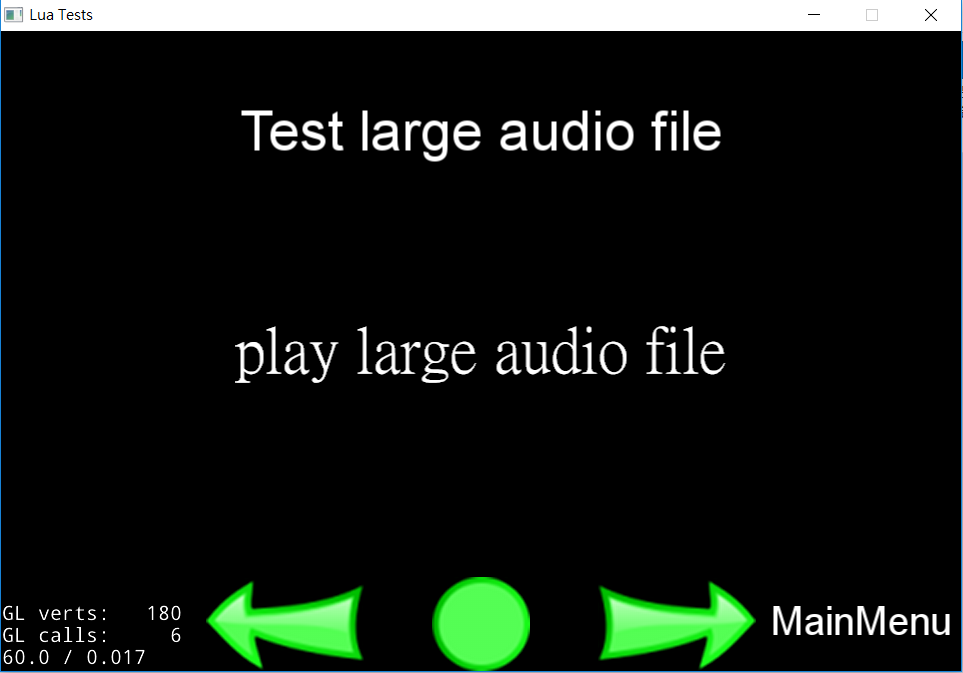 Lua Tests
Test large audio file
play large audio file
GL verts: 180
GL calls: 6
60.0 / 0.017
MainMenu